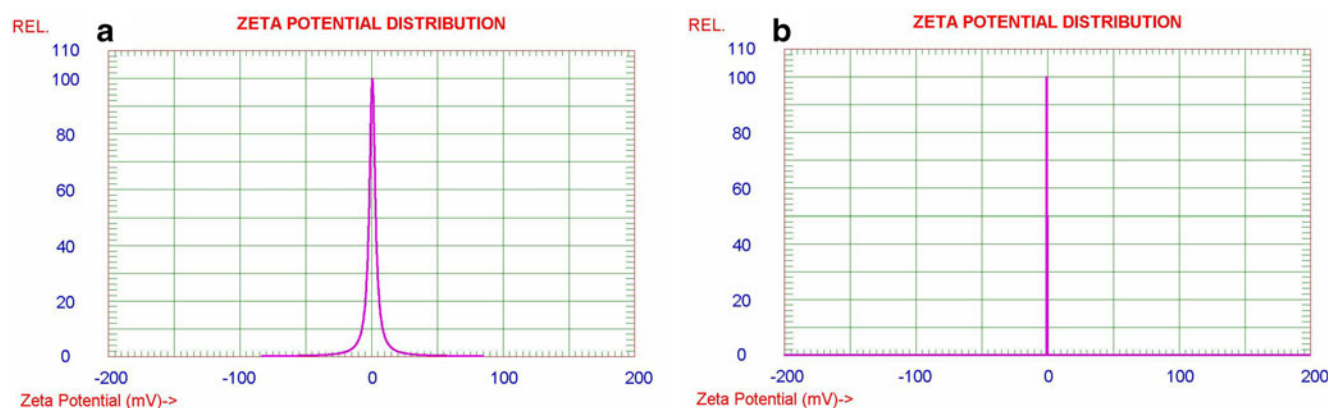 REL. a ZETA POTENTIAL DISTRIBUTION
110
100
80
60
40
20
0
-200 -100 0 100 200
Zeta Potential (mV)->
REL. b ZETA POTENTIAL DISTRIBUTION
110
100
80
60
40
20
0
-200 -100 0 100 200
Zeta Potential (mV)->